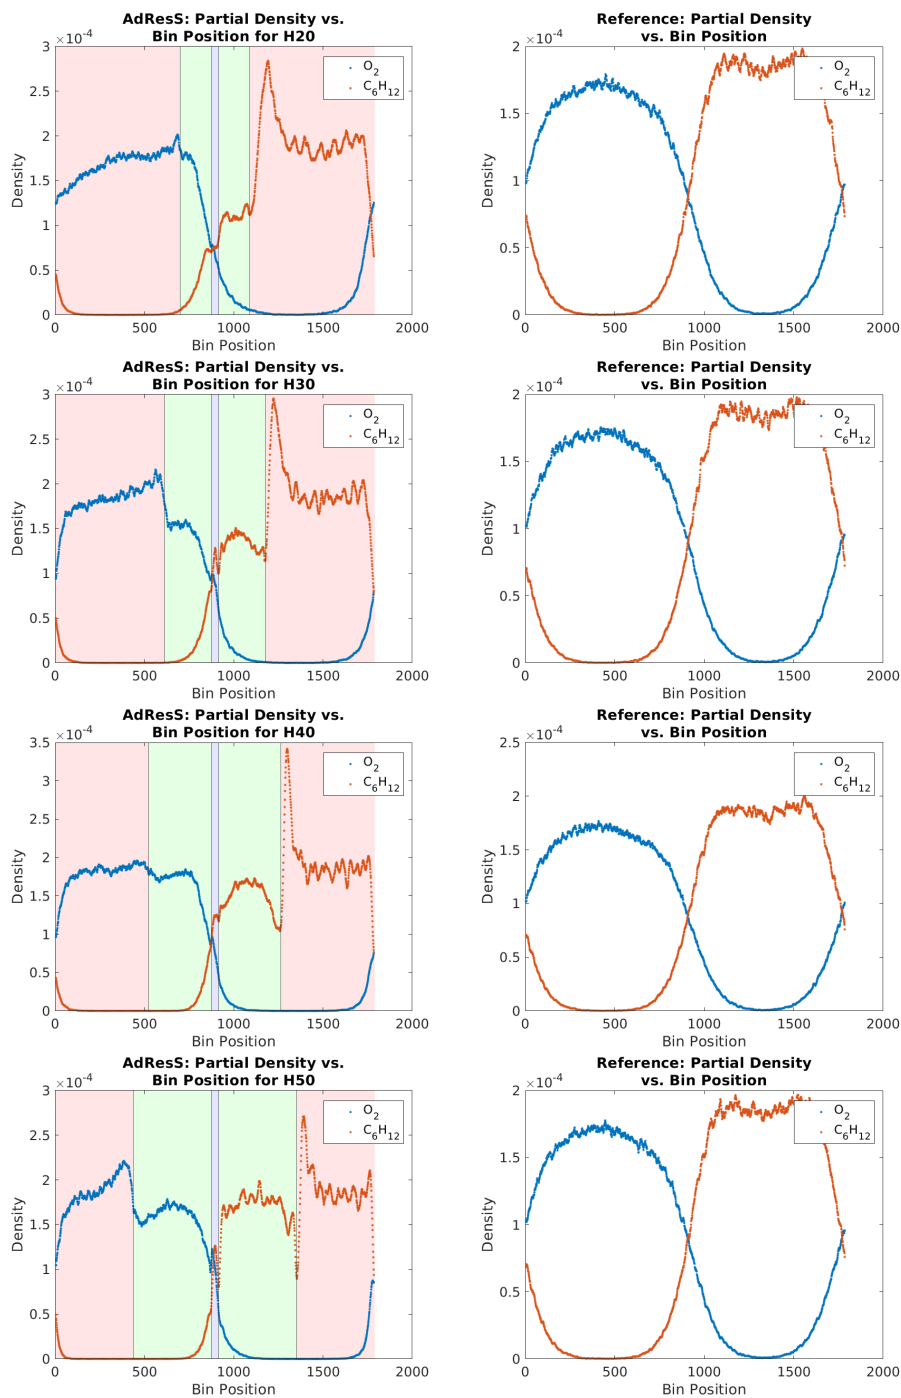 AdResS: Partial Density vs.
Bin Position for H20
×10-4
3
2.5
2
1.5
1
0.5
0
0 500 1000 1500 2000
Density
Bin Position
O2
C6H12
Reference: Partial Density
vs. Bin Position
×10-4
2
1.5
1
0.5
0
0 500 1000 1500 2000
Density
Bin Position
O2
C6H12
AdResS: Partial Density vs.
Bin Position for H30
×10-4
3
2.5
2
1.5
1
0.5
0
0 500 1000 1500 2000
Density
Bin Position
O2
C6H12
Reference: Partial Density
vs. Bin Position
×10-4
2
1.5
1
0.5
0
0 500 1000 1500 2000
Density
Bin Position
O2
C6H12
AdResS: Partial Density vs.
Bin Position for H40
×10-4
3.5
3
2.5
2
1.5
1
0.5
0
0 500 1000 1500 2000
Density
Bin Position
O2
C6H12
Reference: Partial Density
vs. Bin Position
×10-4
2.5
2
1.5
1
0.5
0
0 500 1000 1500 2000
Density
Bin Position
O2
C6H12
AdResS: Partial Density vs.
Bin Position for H50
×10-4
3
2.5
2
1.5
1
0.5
0
0 500 1000 1500 2000
Density
Bin Position
O2
C6H12
Reference: Partial Density
vs. Bin Position
×10-4
2
1.5
1
0.5
0
0 500 1000 1500 2000
Density
Bin Position
O2
C6H12